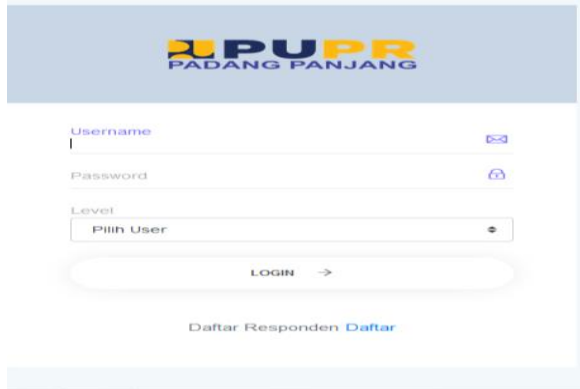 PUPR
PADANG PANJANG
Username
Password
Level
Pilih User
LOGIN →
Daftar Responden Daftar